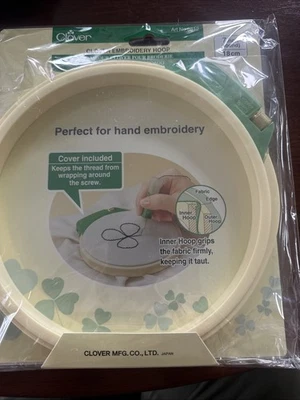 Clover
CLOVER EMBROIDERY HOOP
18cm
Perfect for hand embroidery
Cover included
Keeps the thread from
wrapping around
the screw.
Fabric
Edge
Inner
Hoop
Outer
Hoop
Inner Hoop grips
the fabric firmly,
keeping it taut.
CLOVER MFG. CO., LTD. JAPAN